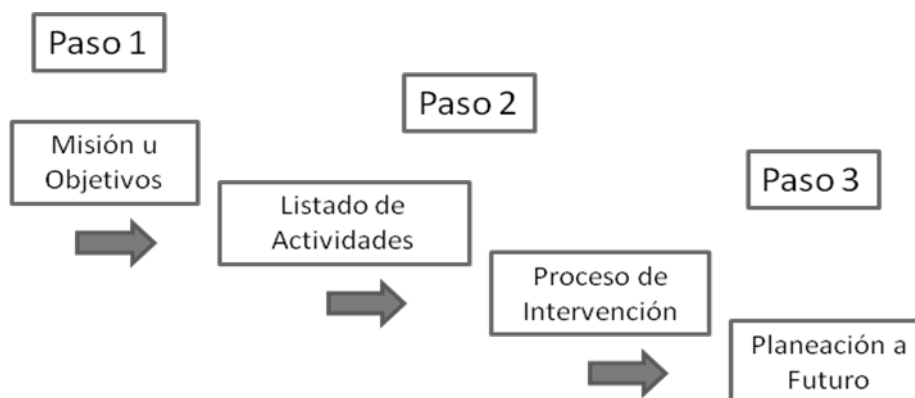 Paso 1
Misión u
Objetivos
Paso 2
Listado de
Actividades
Proceso de
Intervención
Paso 3
Planeación a
Futuro